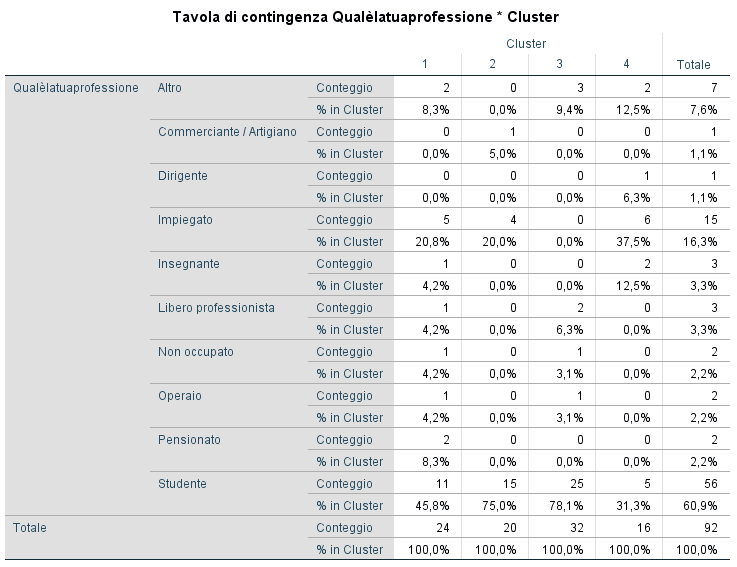 Tavola di contingenza Qualèlatuaprofessione * Cluster
Cluster
1 2 3 4 Totale
Qualèlatuaprofessione Altro Conteggio 2 0 3 2 7
% in Cluster 8,3% 0,0% 9,4% 12,5% 7,6%
Commerciante / Artigiano Conteggio 0 1 0 0 1
% in Cluster 0,0% 5,0% 0,0% 0,0% 1,1%
Dirigente Conteggio 0 0 0 1 1
% in Cluster 0,0% 0,0% 0,0% 6,3% 1,1%
Impiegato Conteggio 5 4 0 6 15
% in Cluster 20,8% 20,0% 0,0% 37,5% 16,3%
Insegnante Conteggio 1 0 0 2 3
% in Cluster 4,2% 0,0% 0,0% 12,5% 3,3%
Libero professionista Conteggio 1 0 2 0 3
% in Cluster 4,2% 0,0% 6,3% 0,0% 3,3%
Non occupato Conteggio 1 0 1 0 2
% in Cluster 4,2% 0,0% 3,1% 0,0% 2,2%
Operaio Conteggio 1 0 1 0 2
% in Cluster 4,2% 0,0% 3,1% 0,0% 2,2%
Pensionato Conteggio 2 0 0 0 2
% in Cluster 8,3% 0,0% 0,0% 0,0% 2,2%
Studente Conteggio 11 15 25 5 56
% in Cluster 45,8% 75,0% 78,1% 31,3% 60,9%
Totale Conteggio 24 20 32 16 92
% in Cluster 100,0% 100,0% 100,0% 100,0% 100,0%